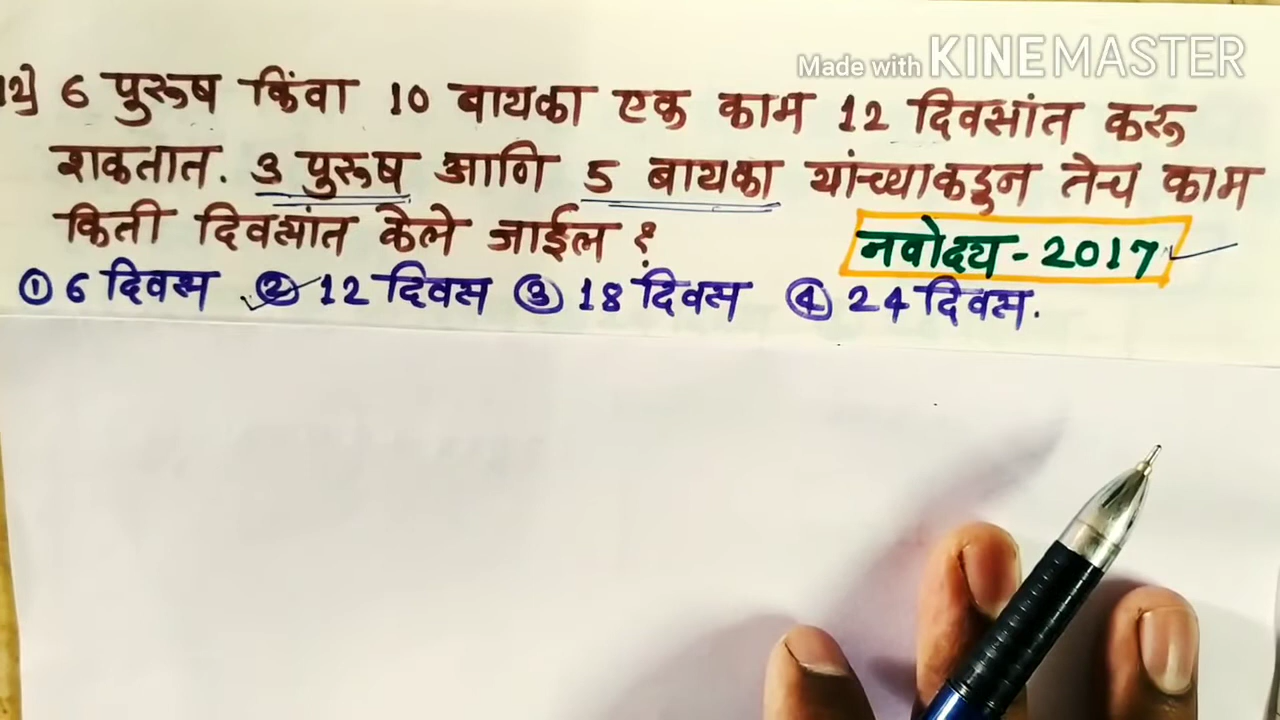 Made with KINEMASTER
1२] 6 पुरूष किंवा 10 बायका एक काम 12 दिवसांत करू
शकतात. 3 पुरूष आणि 5 बायका यांच्याकडुन तेच काम
किती दिवसांत केले जाईल ?
नवोदय - 2017
① 6 दिवस ② 12 दिवस ③ 18 दिवस ④ 24 दिवस.